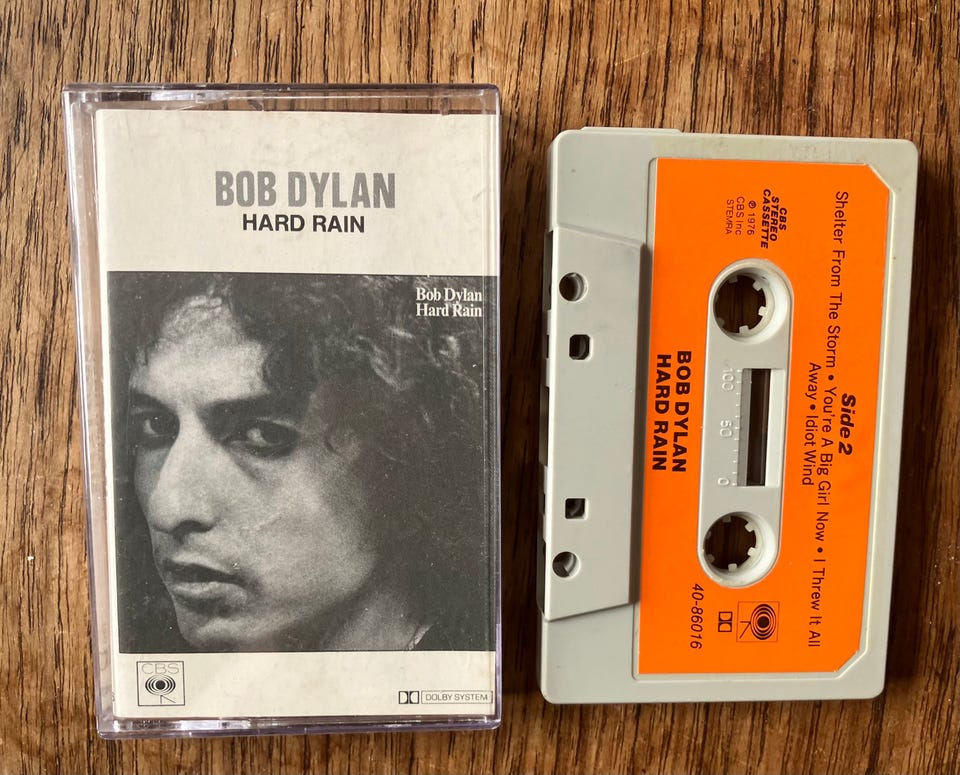 BOB DYLAN
HARD RAIN
Bob Dylan
Hard Rain
CBS
DOLBY SYSTEM
CBS
STEREO
CASSETTE
℗ 1976
CBS Inc
STEMRA
Side 2
Shelter From The Storm • You're A Big Girl Now • I Threw It All
Away • Idiot Wind
100 50 0
BOB DYLAN
HARD RAIN
40-86016